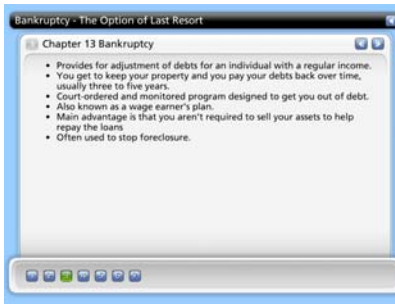 Bankruptcy - The Option of Last Resort
Chapter 13 Bankruptcy
• Provides for adjustment of debts for an individual with a regular income.
• You get to keep your property and you pay your debts back over time,
usually three to five years.
• Court-ordered and monitored program designed to get you out of debt.
• Also known as a wage earner's plan.
• Main advantage is that you aren't required to sell your assets to help
repay the loans
• Often used to stop foreclosure.